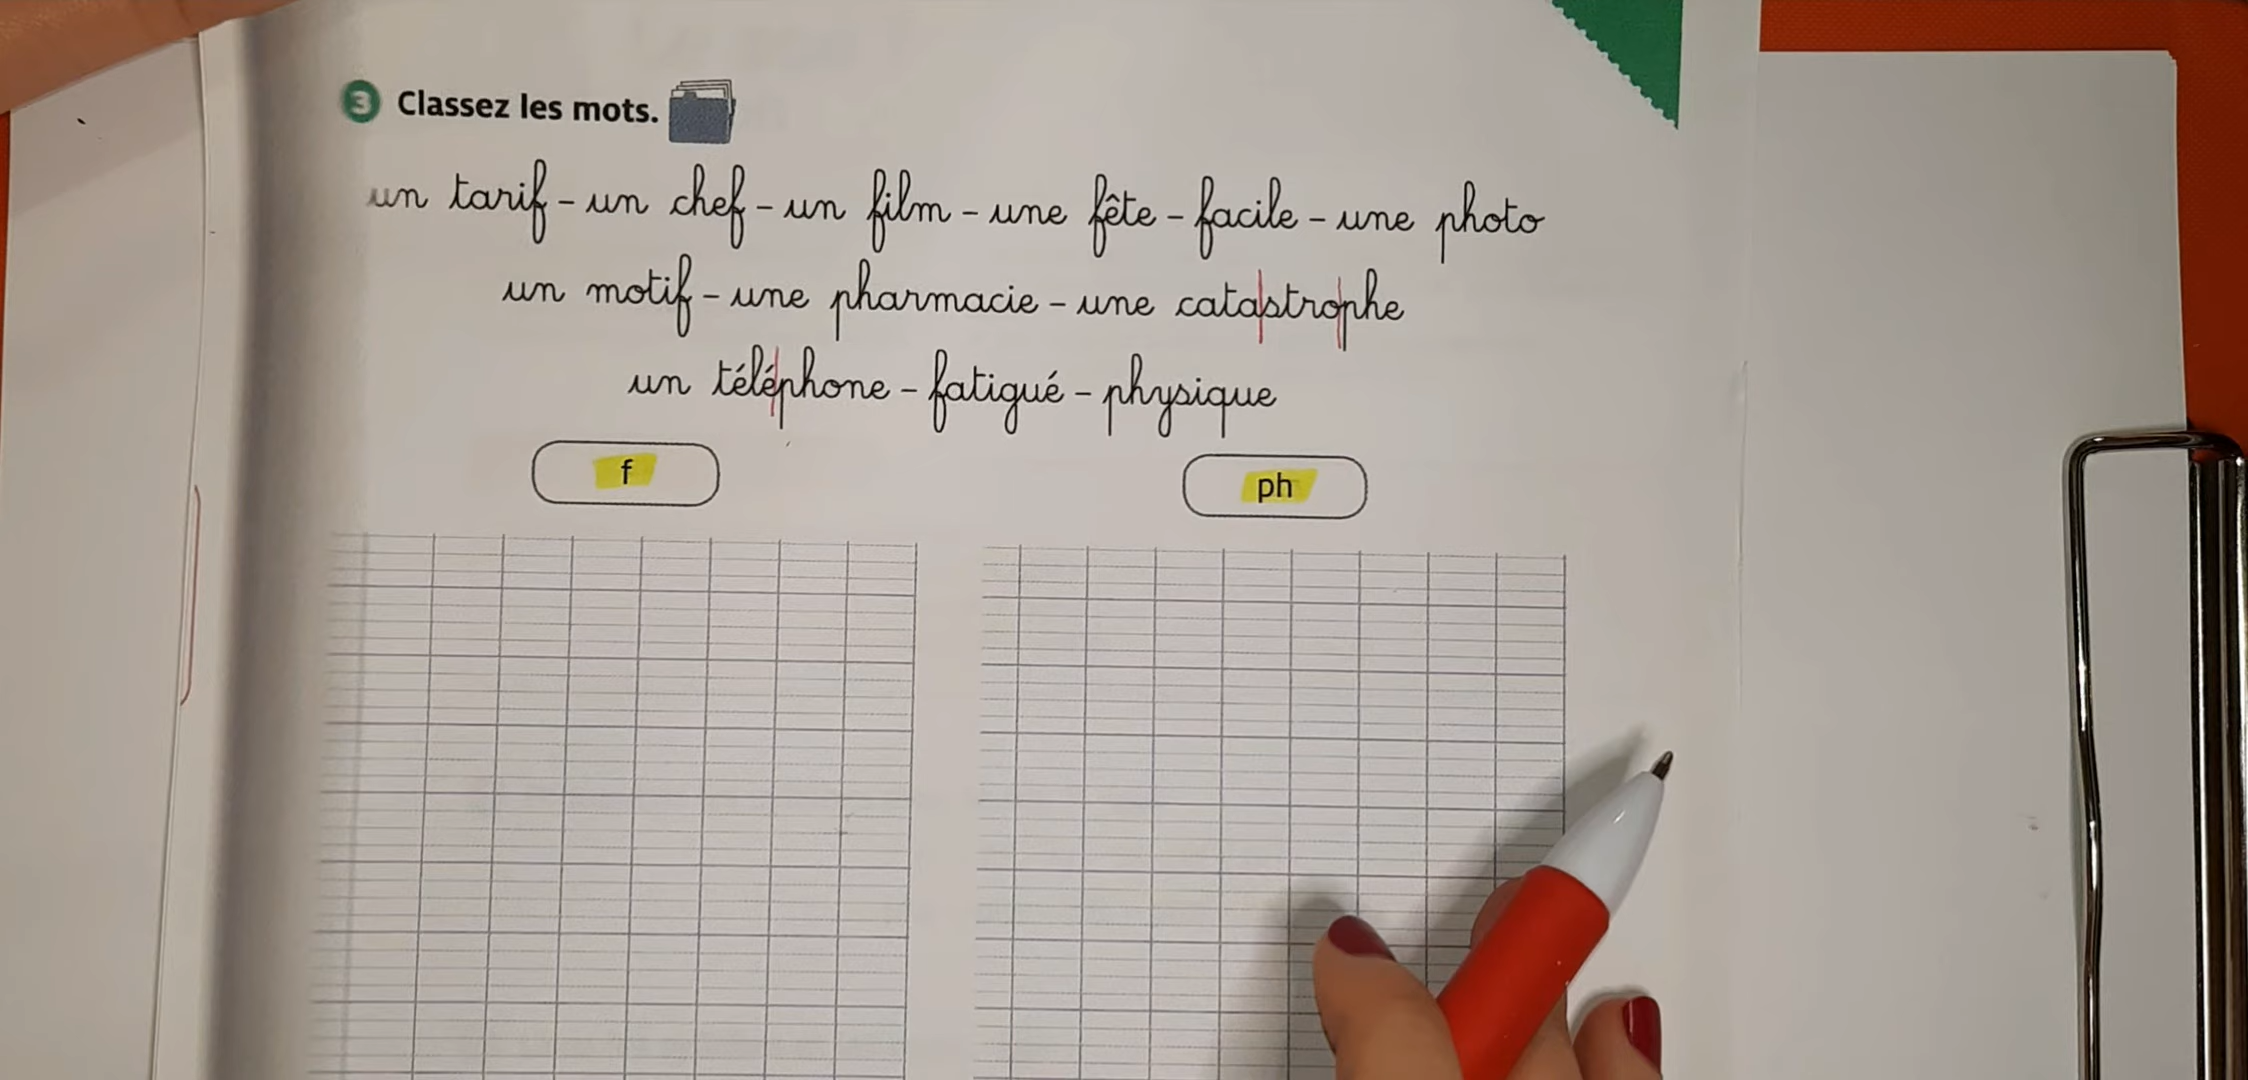 3 Classez les mots.
un tarif - un chef - un film - une fête - facile - une photo
un motif - une pharmacie - une catastrophe
un téléphone - fatigué - physique
f
ph